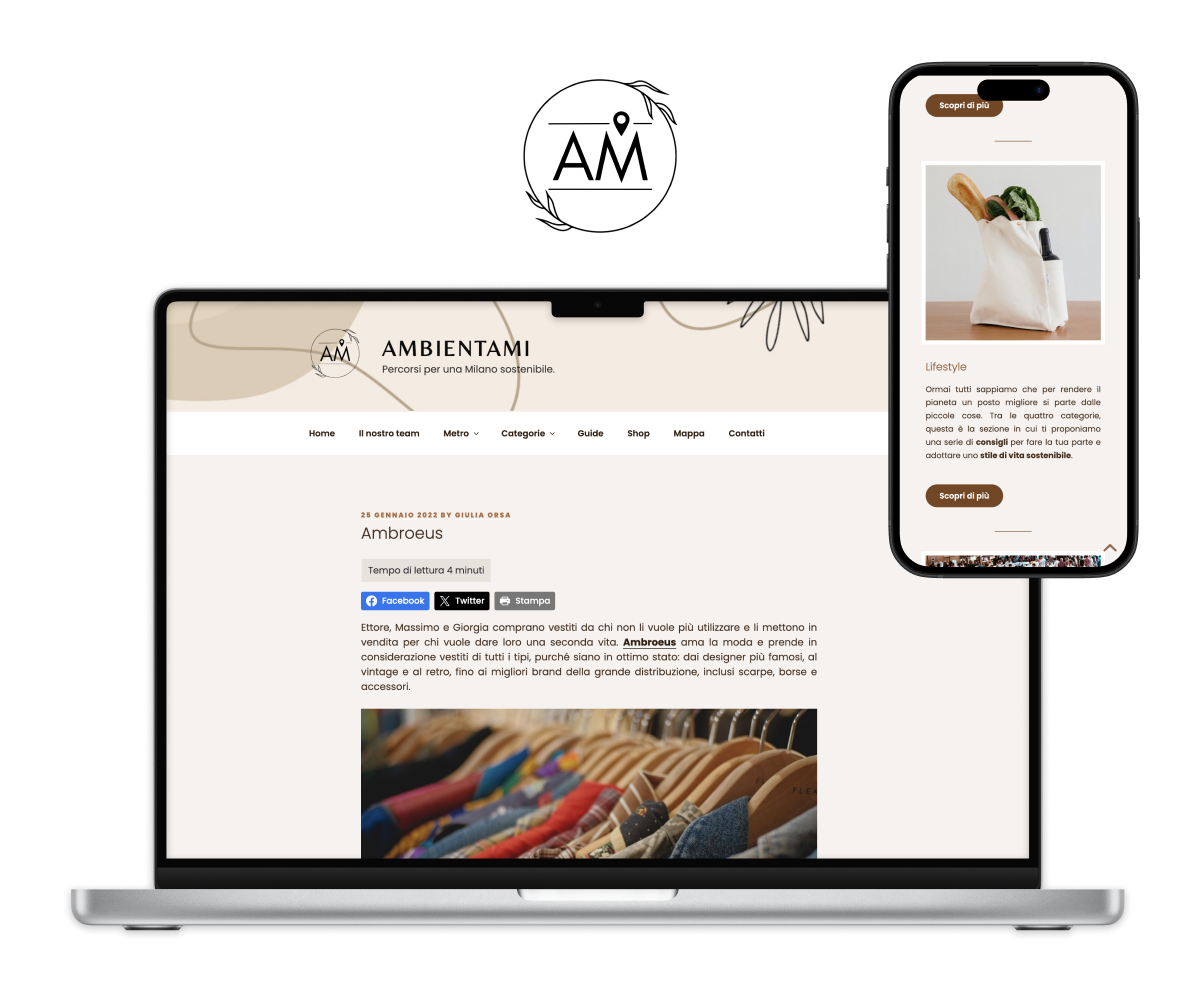 AM
AM
AMBIENTAMI
Percorsi per una Milano sostenibile.
Home Il nostro team Metro Categorie Guide Shop Mappa Contatti
25 GENNAIO 2022 BY GIULIA ORSA
Ambroeus
Tempo di lettura 4 minuti
Facebook Twitter Stampa
Ettore, Massimo e Giorgia comprano vestiti da chi non li vuole più utilizzare e li mettono in
vendita per chi vuole dare loro una seconda vita. Ambroeus ama la moda e prende in
considerazione vestiti di tutti i tipi, purché siano in ottimo stato: dai designer più famosi, al
vintage e al retro, fino ai migliori brand della grande distribuzione, inclusi scarpe, borse e
accessori.
Scopri di più
Lifestyle
Ormai tutti sappiamo che per rendere il
pianeta un posto migliore si parte dalle
piccole cose. Tra le quattro categorie,
questa è la sezione in cui ti proponiamo
una serie di consigli per fare la tua parte e
adottare uno stile di vita sostenibile.
Scopri di più